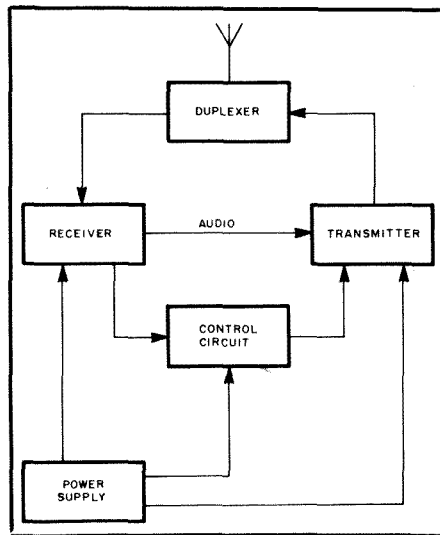 DUPLEXER
RECEIVER
AUDIO
TRANSMITTER
CONTROL
CIRCUIT
POWER
SUPPLY